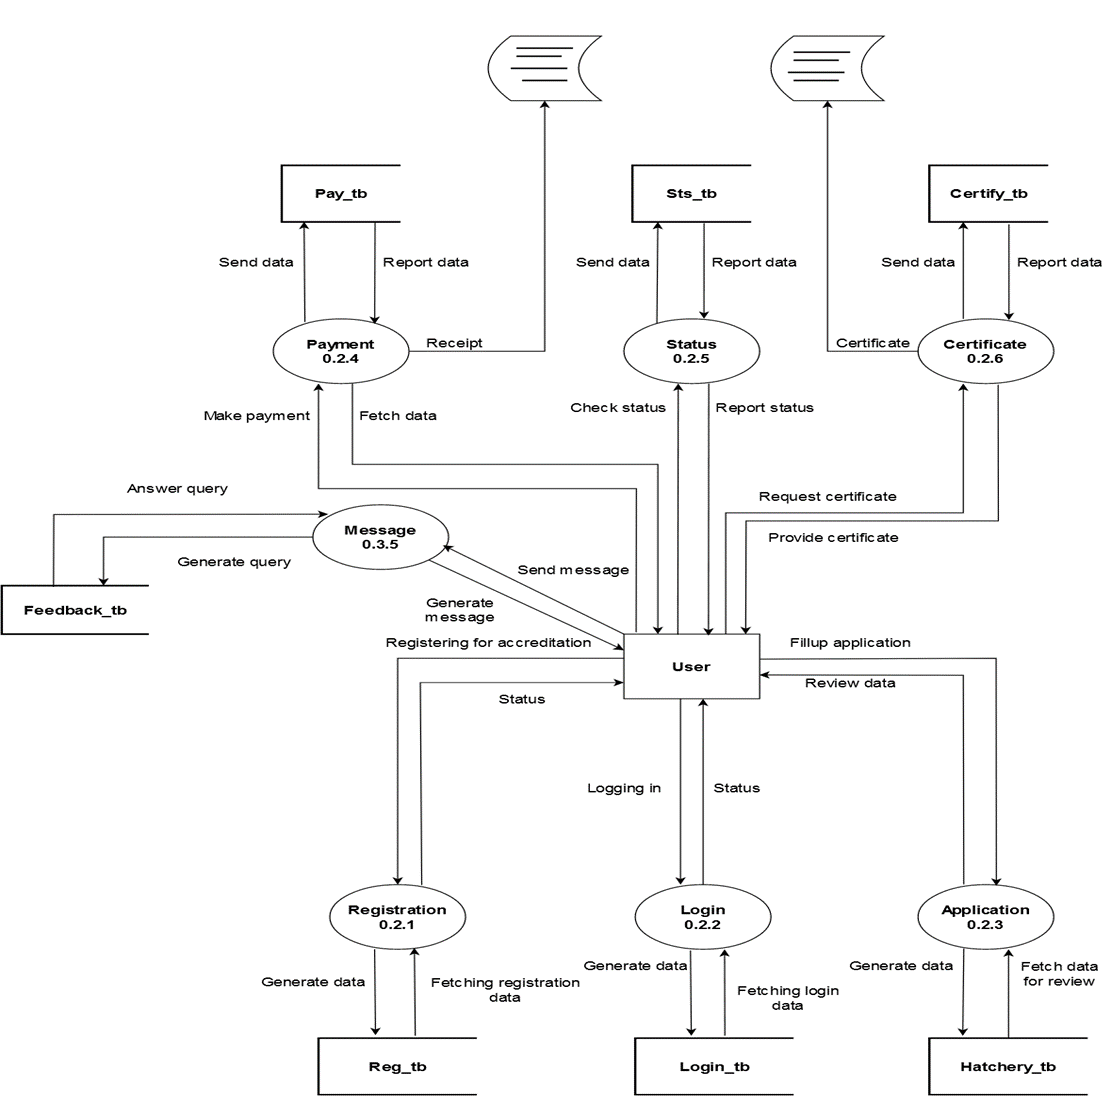 Pay_tb
Sts_tb
Certify_tb
Send data
Report data
Send data
Report data
Send data
Report data
Payment
0.2.4
Receipt
Status
0.2.5
Certificate
Certificate
0.2.6
Make payment
Fetch data
Check status
Report status
Answer query
Request certificate
Message
0.3.5
Provide certificate
Generate query
Send message
Feedback_tb
Generate
message
Registering for accreditation
Fillup application
User
Review data
Status
Logging in
Status
Registration
0.2.1
Login
0.2.2
Application
0.2.3
Generate data
Fetching registration
data
Generate data
Fetching login
data
Generate data
Fetch data
for review
Reg_tb
Login_tb
Hatchery_tb